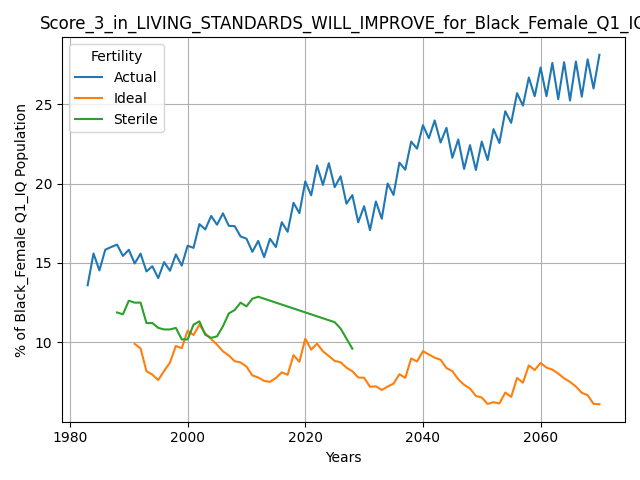 Score_3_in_LIVING_STANDARDS_WILL_IMPROVE_for_Black_Female_Q1_IQ
Fertility
Actual
Ideal
Sterile
% of Black_Female Q1_IQ Population
25
20
15
10
1980
2000
2020
2040
2060
Years